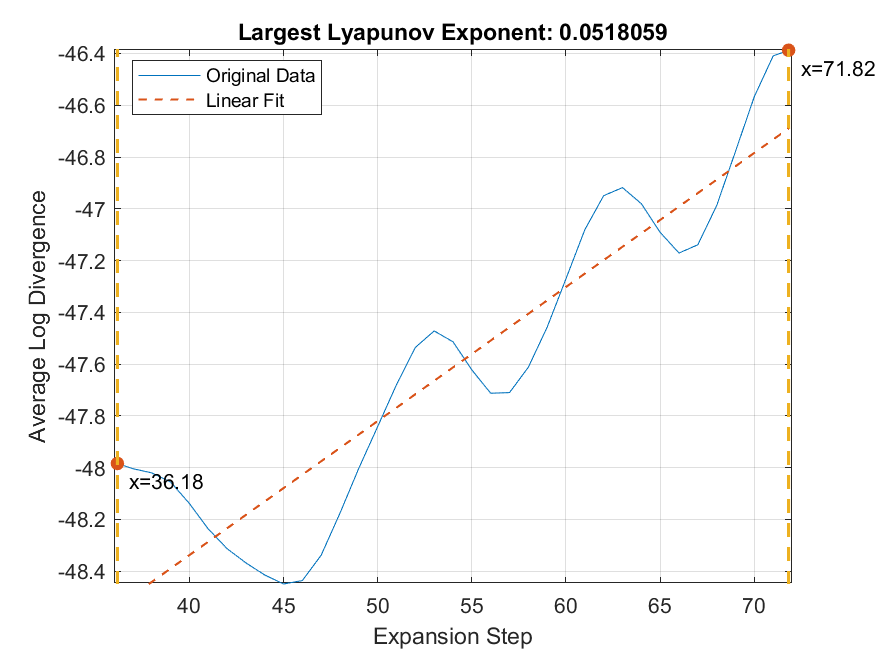 Largest Lyapunov Exponent: 0.0518059
-46.4
-46.6
-46.8
-47
-47.2
-47.4
-47.6
-47.8
-48
-48.2
-48.4
Average Log Divergence
Original Data
Linear Fit
x=71.82
x=36.18
40 45 50 55 60 65 70
Expansion Step